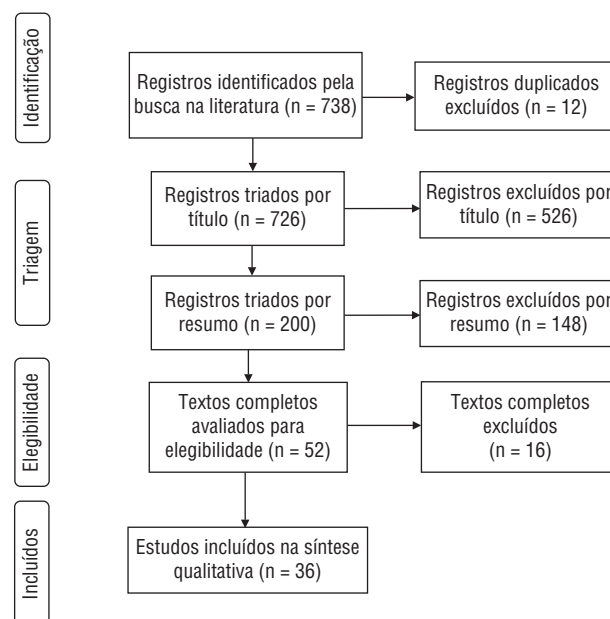 Identificação
Registros identificados pela
busca na literatura (n = 738)
Registros duplicados
excluídos (n = 12)
Triagem
Registros triados por
título (n = 726)
Registros excluídos por
título (n = 526)
Registros triados por
resumo (n = 200)
Registros excluídos por
resumo (n = 148)
Elegibilidade
Textos completos
avaliados para
elegibilidade (n = 52)
Textos completos
excluídos
(n = 16)
Incluídos
Estudos incluídos na síntese
qualitativa (n = 36)